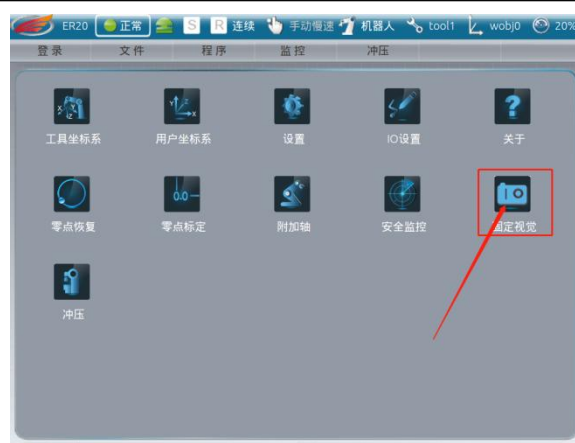 ER20 正常 S R 连续 手动慢速 机器人 tool1 wobj0 20%
登录 文件 程序 监控 冲压
工具坐标系 用户坐标系 设置 IO设置 关于
零点恢复 零点标定 附加轴 安全监控 固定视觉
冲压